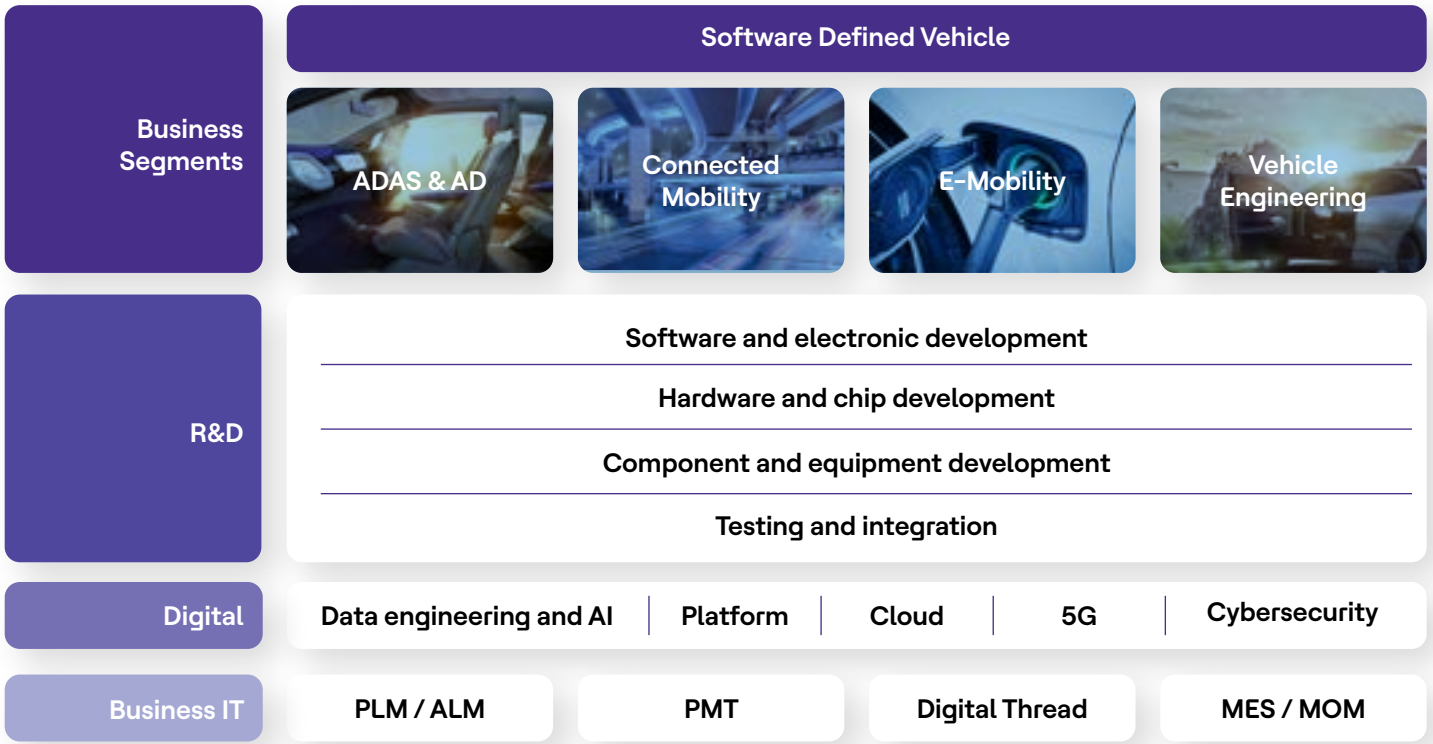 Software Defined Vehicle
Business
Segments
ADAS & AD
Connected
Mobility
E-Mobility
Vehicle
Engineering
R&D
Software and electronic development
Hardware and chip development
Component and equipment development
Testing and integration
Digital
Data engineering and AI
Platform
Cloud
5G
Cybersecurity
Business IT
PLM / ALM
PMT
Digital Thread
MES / MOM